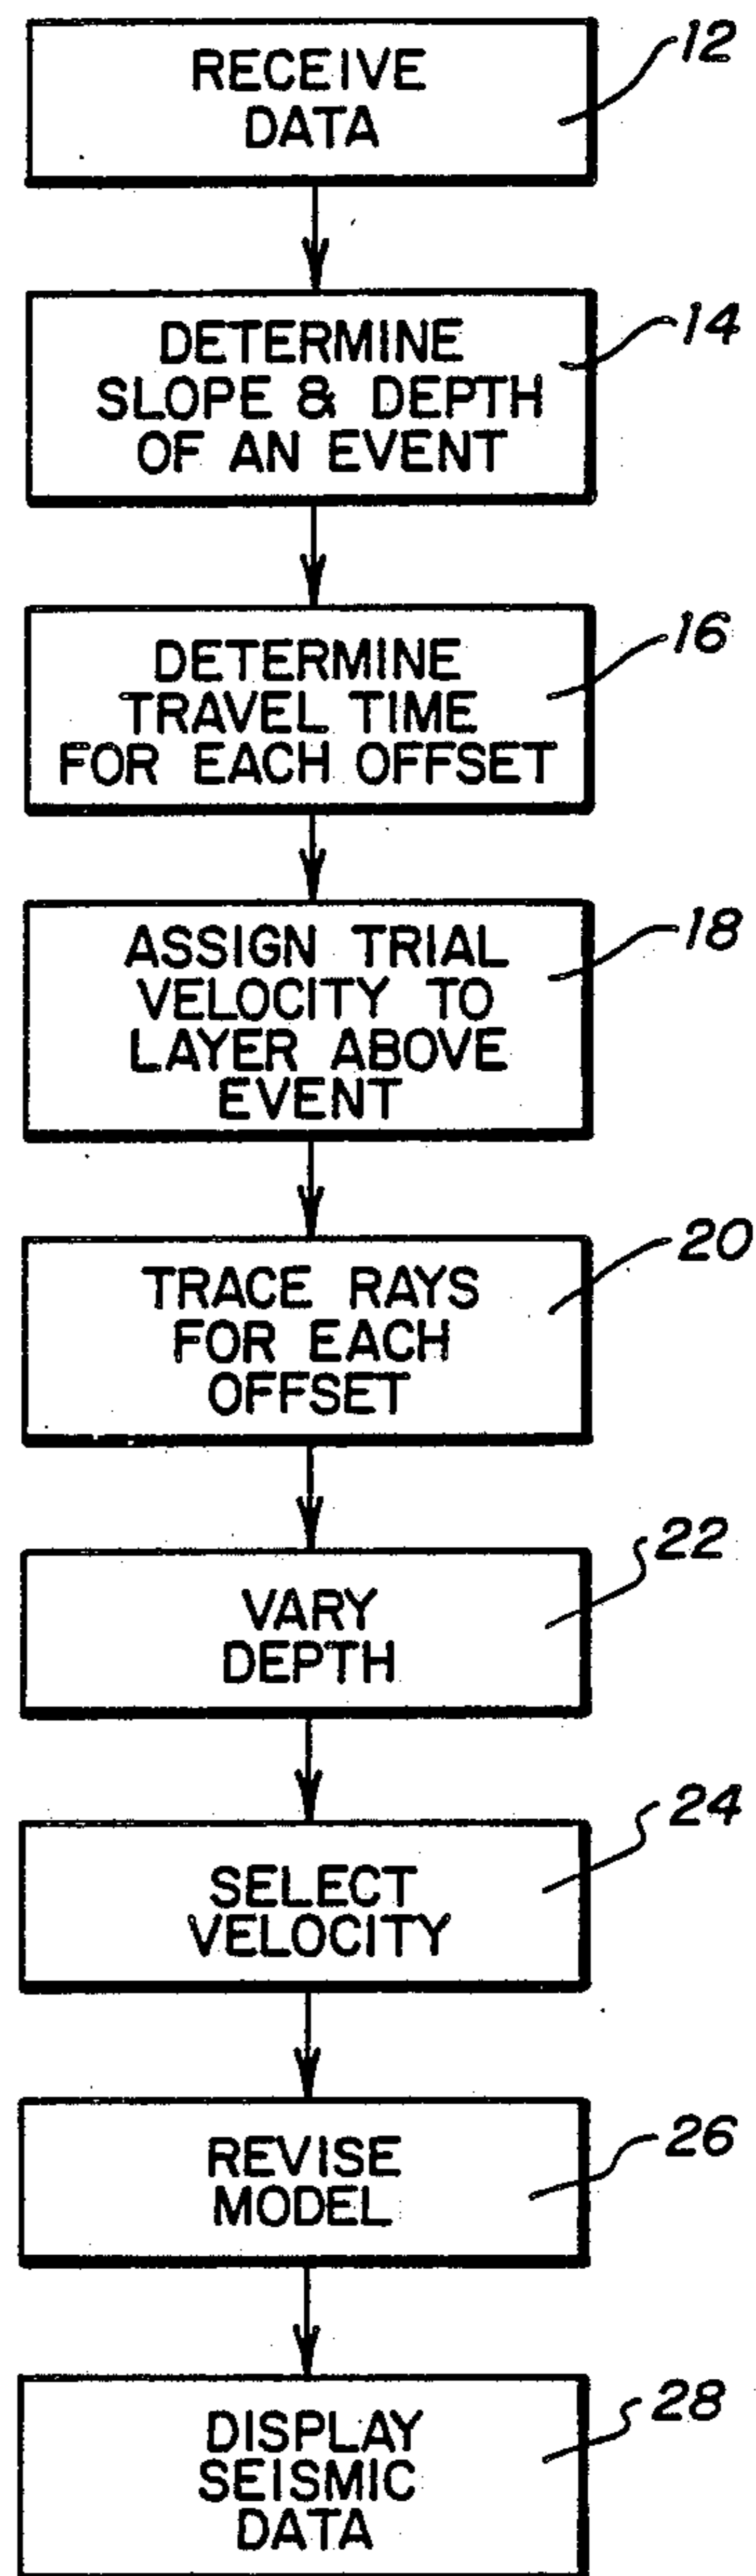 RECEIVE
DATA
12
DETERMINE
SLOPE & DEPTH
OF AN EVENT
14
DETERMINE
TRAVEL TIME
FOR EACH OFFSET
16
ASSIGN TRIAL
VELOCITY TO
LAYER ABOVE
EVENT
18
TRACE RAYS
FOR EACH
OFFSET
20
VARY
DEPTH
22
SELECT
VELOCITY
24
REVISE
MODEL
26
DISPLAY
SEISMIC
DATA
28